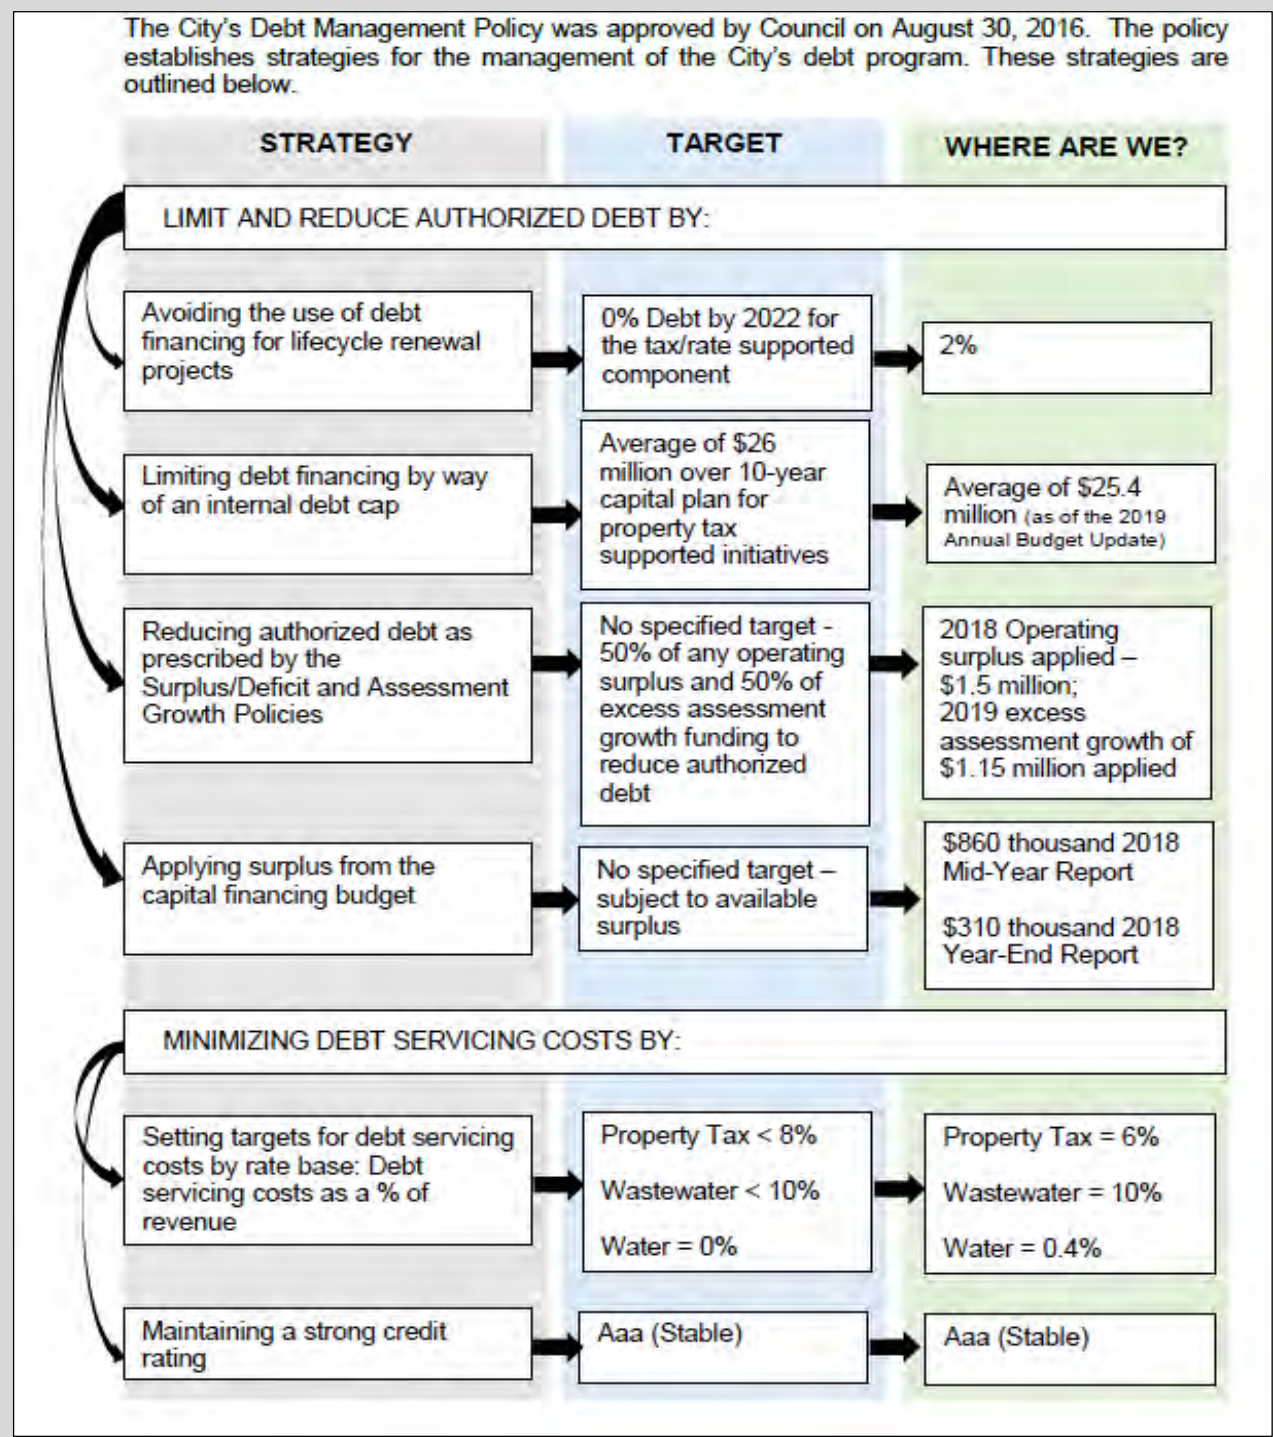 The City's Debt Management Policy was approved by Council on August 30, 2016. The policy
establishes strategies for the management of the City's debt program. These strategies are
outlined below.
STRATEGY
TARGET
WHERE ARE WE?
LIMIT AND REDUCE AUTHORIZED DEBT BY:
Avoiding the use of debt
financing for lifecycle renewal
projects
0% Debt by 2022 for
the tax/rate supported
component
2%
Limiting debt financing by way
of an internal debt cap
Average of $26
million over 10-year
capital plan for
property tax
supported initiatives
Average of $25.4
million (as of the 2019
Annual Budget Update)
Reducing authorized debt as
prescribed by the
Surplus/Deficit and Assessment
Growth Policies
No specified target -
50% of any operating
surplus and 50% of
excess assessment
growth funding to
reduce authorized
debt
2018 Operating
surplus applied –
$1.5 million;
2019 excess
assessment growth of
$1.15 million applied
Applying surplus from the
capital financing budget
No specified target –
subject to available
surplus
$860 thousand 2018
Mid-Year Report
$310 thousand 2018
Year-End Report
MINIMIZING DEBT SERVICING COSTS BY:
Setting targets for debt servicing
costs by rate base: Debt
servicing costs as a % of
revenue
Property Tax < 8%
Wastewater < 10%
Water = 0%
Property Tax = 6%
Wastewater = 10%
Water = 0.4%
Maintaining a strong credit
rating
Aaa (Stable)
Aaa (Stable)